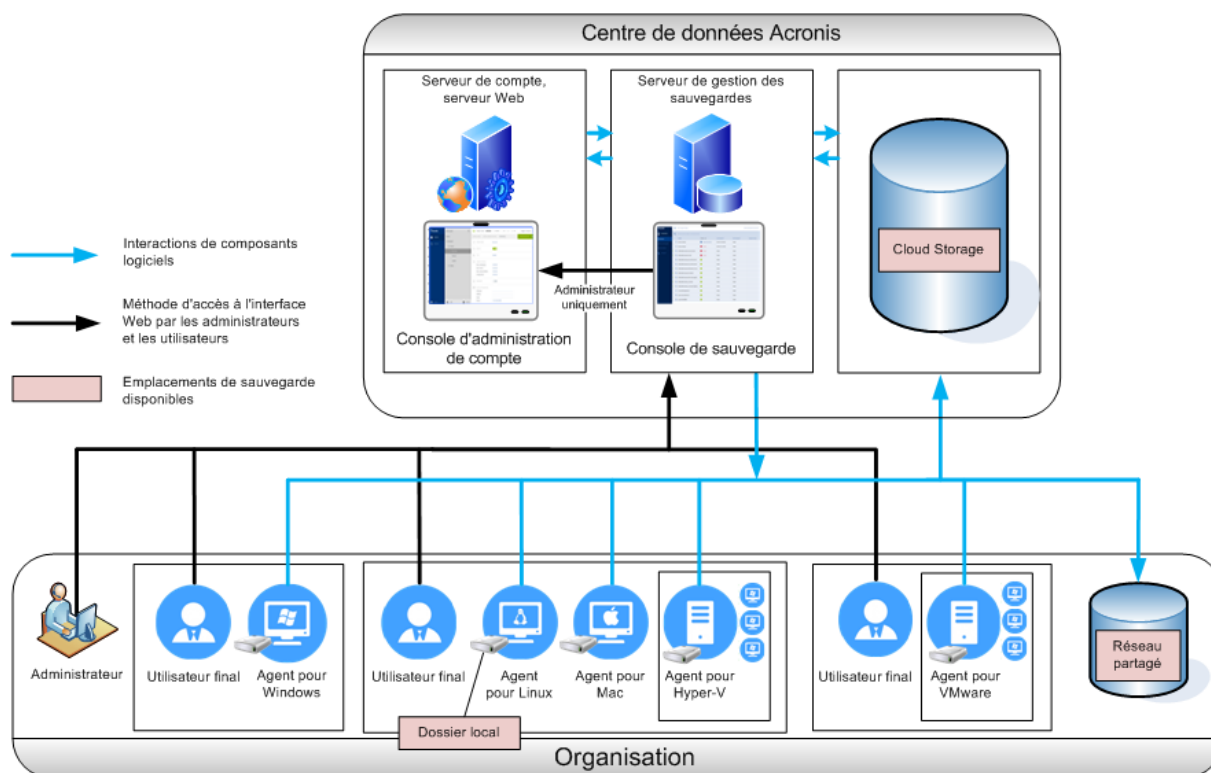 Centre de données Acronis
Serveur de compte,
serveur Web
Serveur de gestion des
sauvegardes
Cloud Storage
Administrateur
uniquement
Console d'administration
de compte
Console de sauvegarde
Interactions de composants
logiciels
Méthode d'accès à l'interface
Web par les administrateurs
et les utilisateurs
Emplacements de sauvegarde
disponibles
Administrateur
Utilisateur final
Agent pour
Windows
Utilisateur final
Agent
pour Linux
Agent pour
Mac
Agent pour
Hyper-V
Utilisateur final
Agent pour
VMware
Réseau
partagé
Dossier local
Organisation